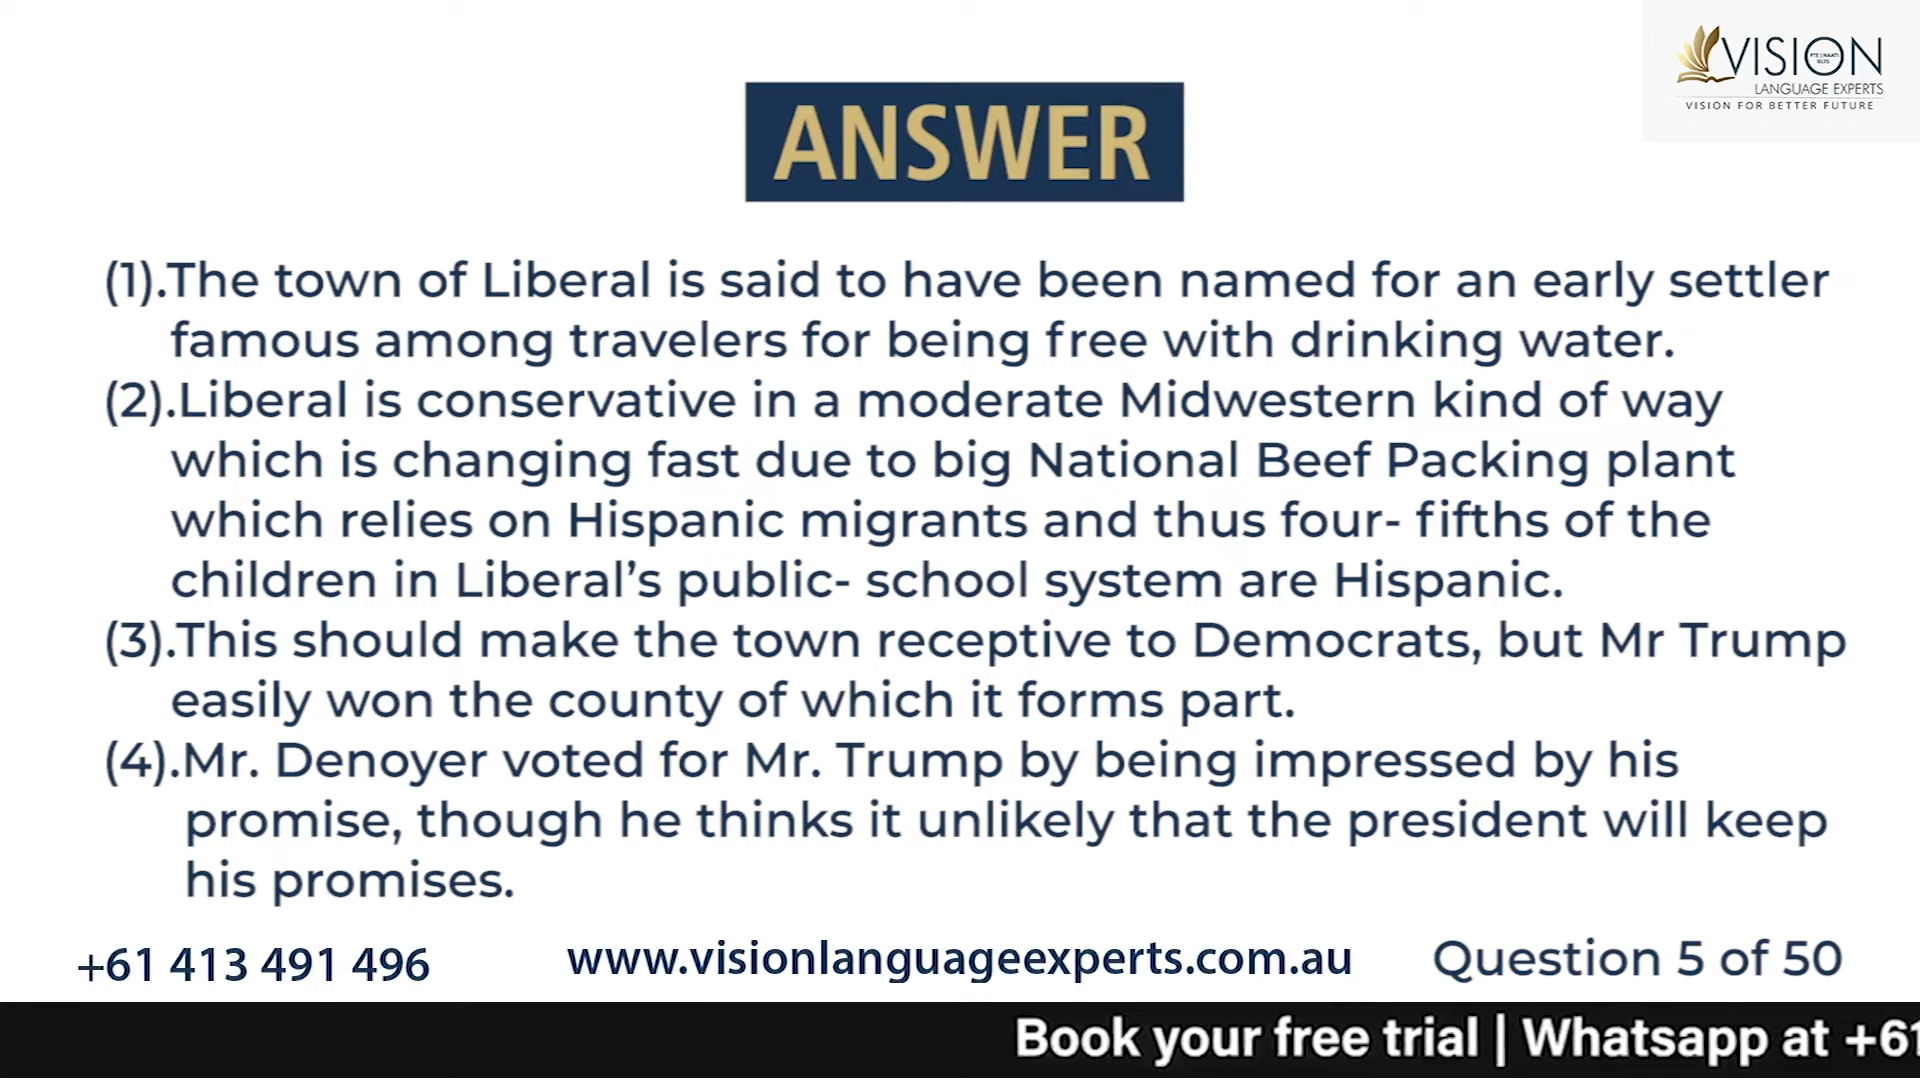 VISION
LANGUAGE EXPERTS
VISION FOR BETTER FUTURE
ANSWER
(1).The town of Liberal is said to have been named for an early settler
famous among travelers for being free with drinking water.
(2).Liberal is conservative in a moderate Midwestern kind of way
which is changing fast due to big National Beef Packing plant
which relies on Hispanic migrants and thus four- fifths of the
children in Liberal’s public- school system are Hispanic.
(3).This should make the town receptive to Democrats, but Mr Trump
easily won the county of which it forms part.
(4).Mr. Denoyer voted for Mr. Trump by being impressed by his
promise, though he thinks it unlikely that the president will keep
his promises.
+61 413 491 496 www.visionlanguageexperts.com.au Question 5 of 50
Book your free trial | Whatsapp at +61